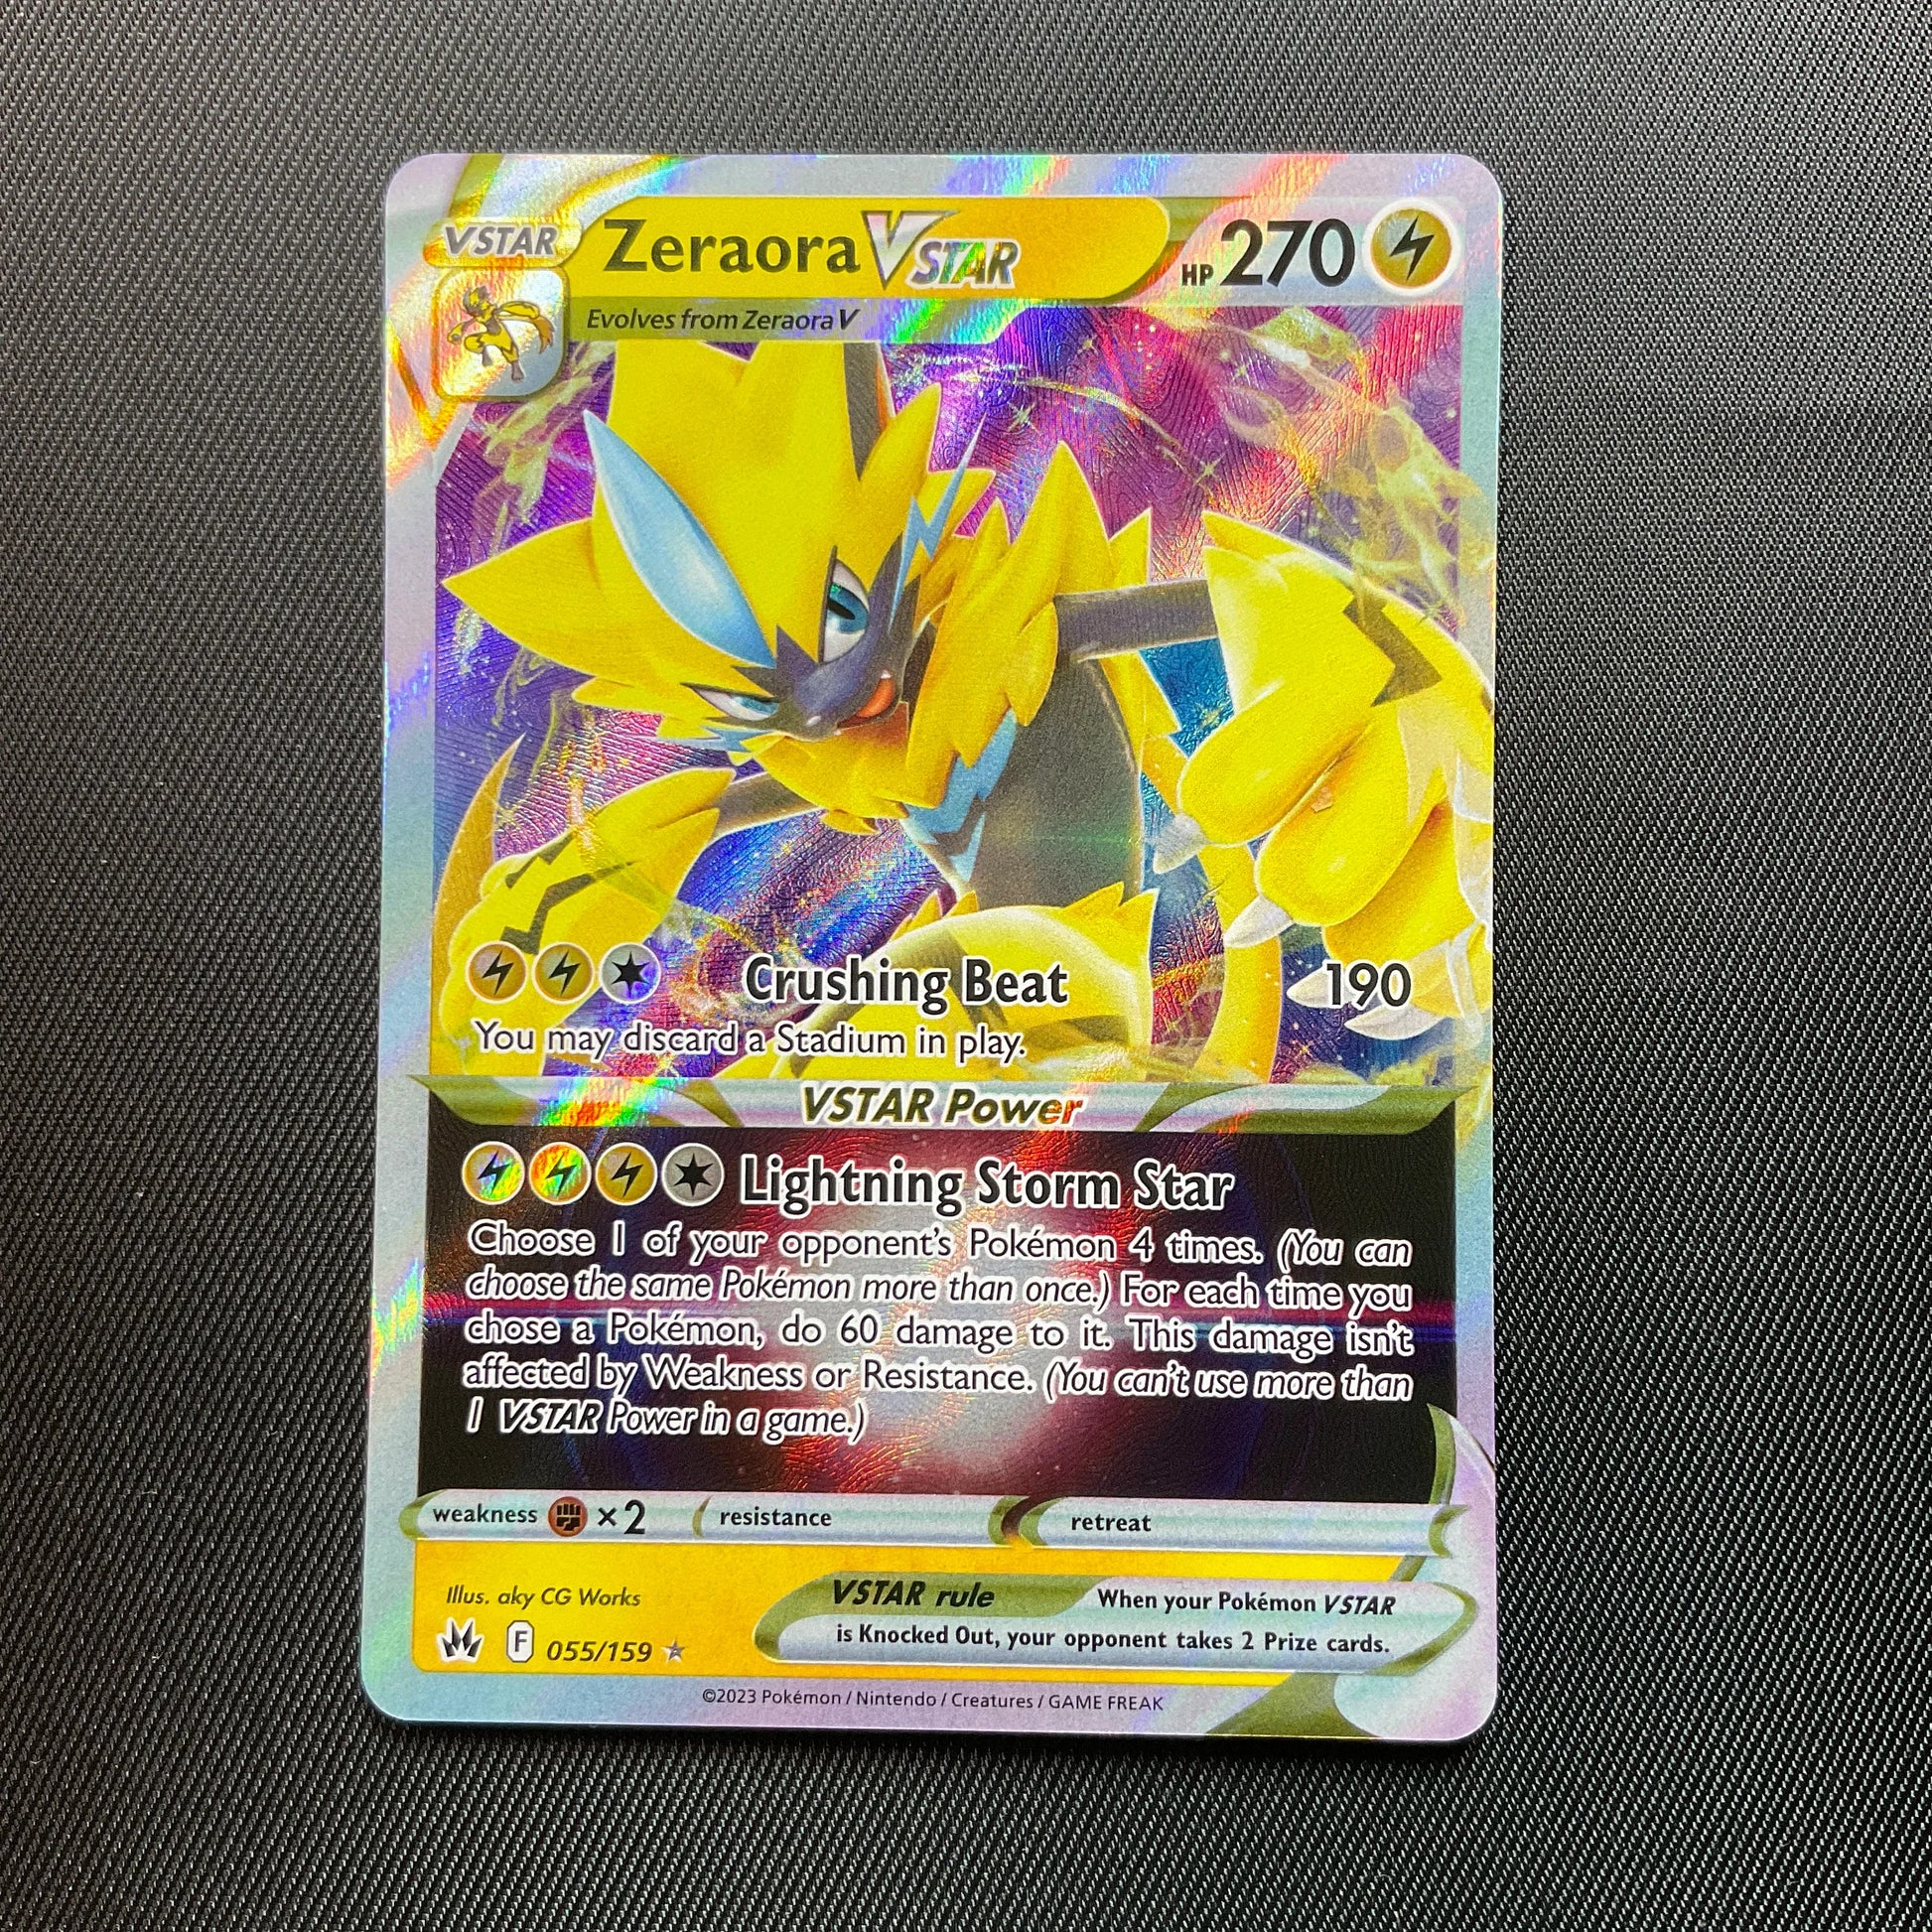 VSTAR Zeraora VSTAR HP 270
Evolves from Zeraora V
Crushing Beat 190
You may discard a Stadium in play.
VSTAR Power
Lightning Storm Star
Choose 1 of your opponent's Pokémon 4 times. (You can
choose the same Pokémon more than once.) For each time you
chose a Pokémon, do 60 damage to it. This damage isn't
affected by Weakness or Resistance. (You can't use more than
1 VSTAR Power in a game.)
weakness ×2 resistance retreat
Illus. aky CG Works
VSTAR rule When your Pokémon VSTAR
is Knocked Out, your opponent takes 2 Prize cards.
F 055/159
©2023 Pokémon / Nintendo / Creatures / GAME FREAK